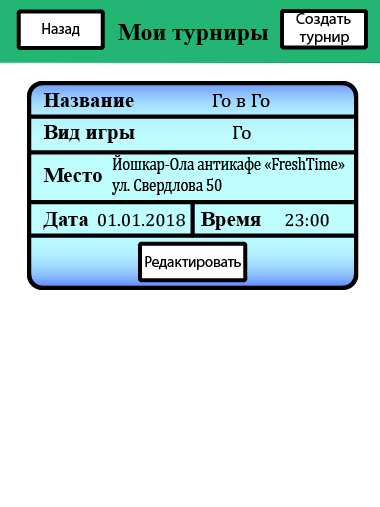 Назад
Мои турниры
Создать
турнир
Название Го в Го
Вид игры Го
Место
Йошкар-Ола антикафе «FreshTime»
ул. Свердлова 50
Дата 01.01.2018 Время 23:00
Редактировать